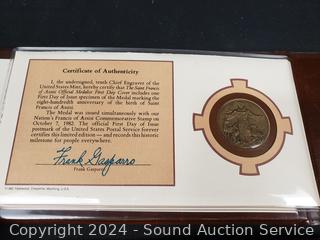 Certificate of Authenticity
I, the undersigned, tenth Chief Engraver of the
United States Mint, hereby certify that The Saint Francis
of Assisi Official Medallic First Day Cover includes one
First Day of Issue specimen of the Medal marking the
eight-hundredth anniversary of the birth of Saint
Francis of Assisi.
The Medal was issued simultaneously with our
Nation's Francis of Assisi Commemorative Stamp on
October 7, 1982. The official First Day of Issue
postmark of the United States Postal Service forever
certifies this limited edition — and records this historic
milestone for people everywhere.
Frank Gasparro
Frank Gasparro
Copyright 2024 - Sound Auction Service